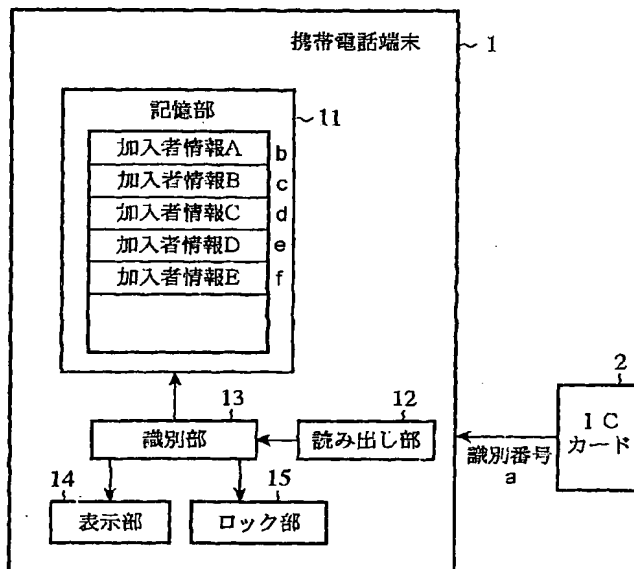 携帯電話端末
1
記憶部
11
加入者情報A
b
加入者情報B
c
加入者情報C
d
加入者情報D
e
加入者情報E
f
13
識別部
12
読み出し部
14
表示部
15
ロック部
2
IC
カード
識別番号
a